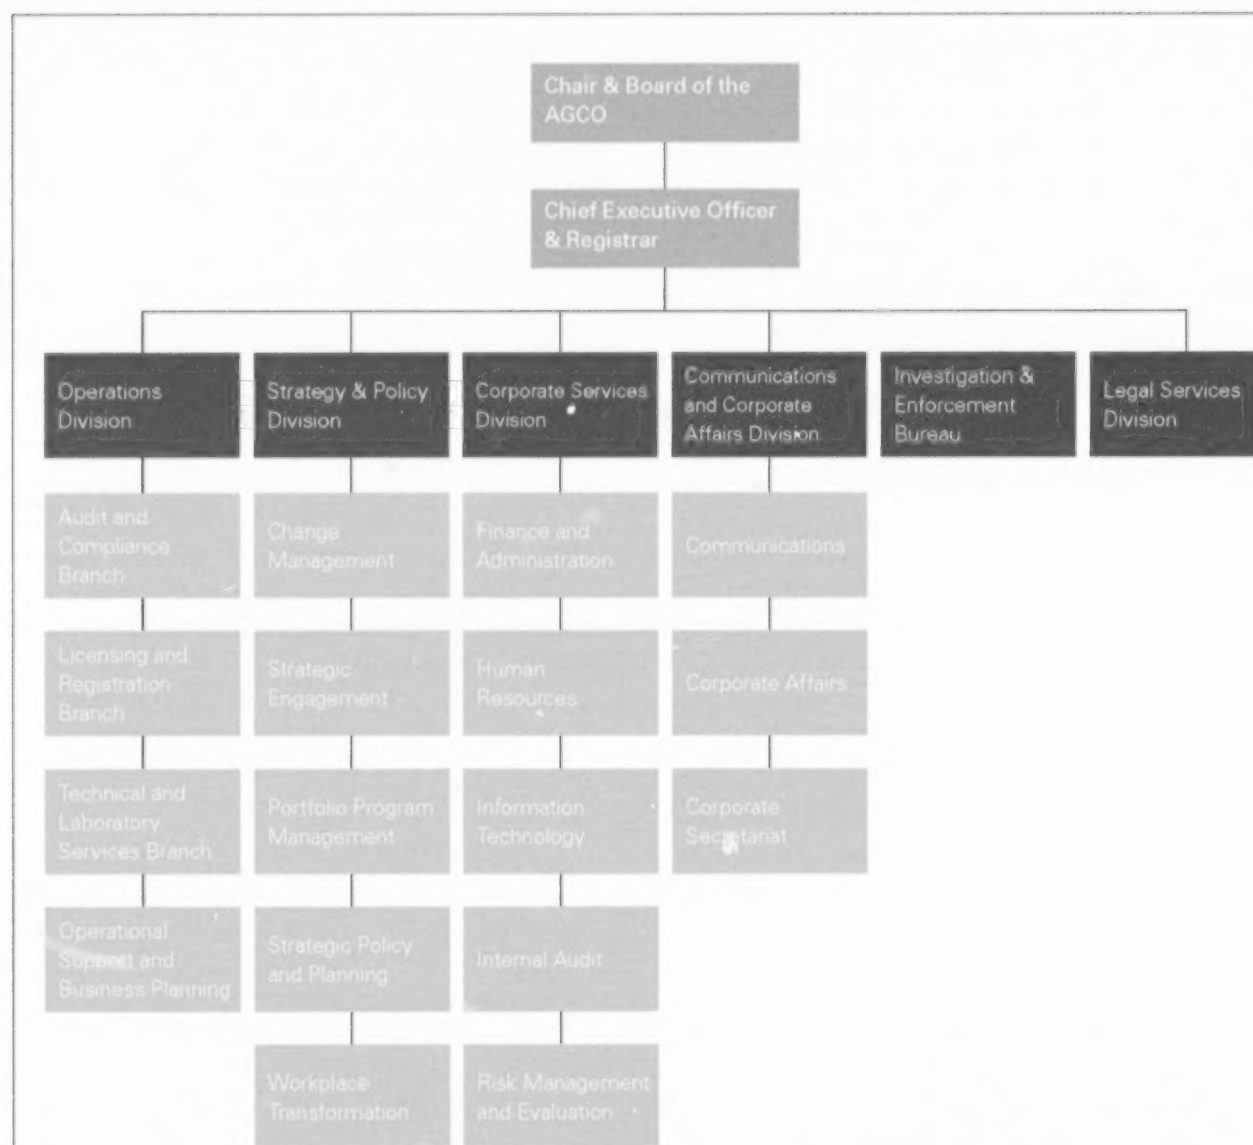 Chair & Board of the
AGCO
Chief Executive Officer
& Registrar
Operations
Division
Strategy & Policy
Division
Corporate Services
Division
Communications
and Corporate
Affairs Division
Investigation &
Enforcement
Bureau
Legal Services
Division
Audit and
Compliance
Branch
Change
Management
Finance and
Administration
Communications
Licensing and
Registration
Branch
Strategic
Engagement
Human
Resources
Corporate Affairs
Technical and
Laboratory
Services Branch
Portfolio Program
Management
Information
Technology
Corporate
Secretariat
Operational
Support and
Business Planning
Strategic Policy
and Planning
Internal Audit
Workplace
Transformation
Risk Management
and Evaluation